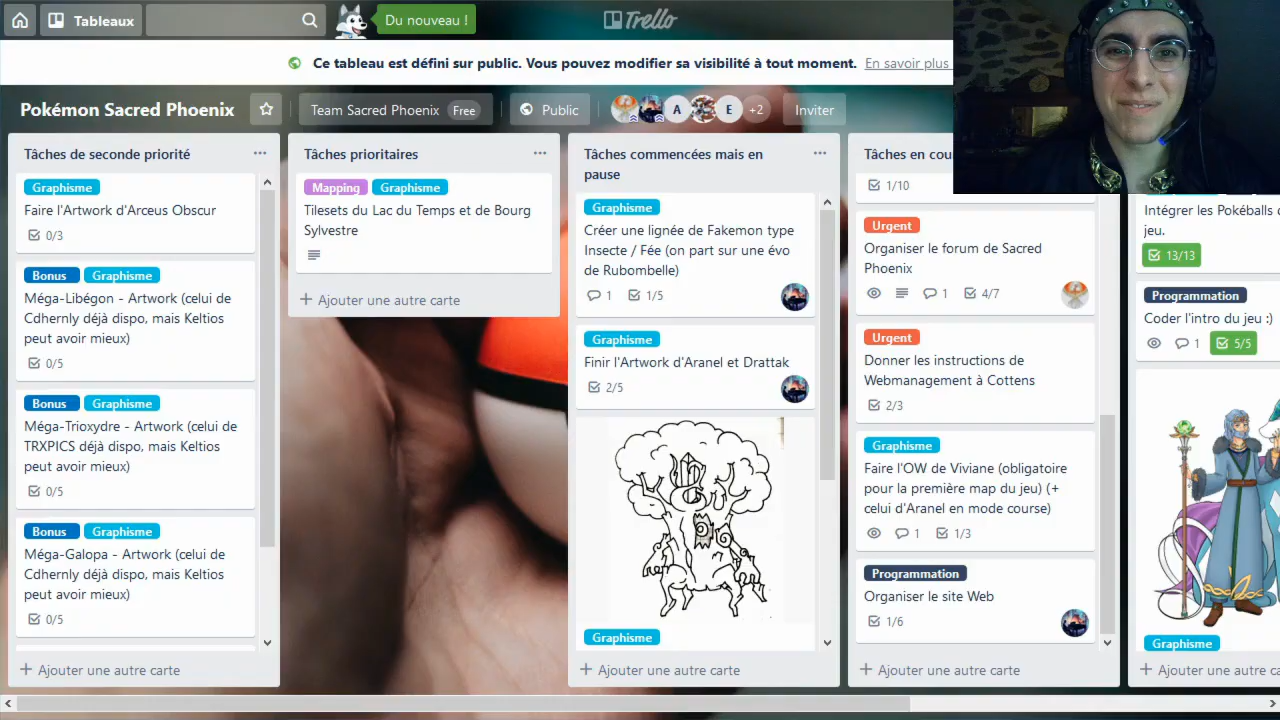 Tableaux
Du nouveau !
Trello
Ce tableau est défini sur public. Vous pouvez modifier sa visibilité à tout moment. En savoir plus
Pokémon Sacred Phoenix
Team Sacred Phoenix Free
Public
A
E
+2
Inviter
Tâches de seconde priorité
Graphisme
Faire l'Artwork d'Arceus Obscur
0/3
Bonus Graphisme
Méga-Libégon - Artwork (celui de
Cdhernly déjà dispo, mais Keltios
peut avoir mieux)
0/5
Bonus Graphisme
Méga-Trioxydre - Artwork (celui de
TRXPICS déjà dispo, mais Keltios
peut avoir mieux)
0/5
Bonus Graphisme
Méga-Galopa - Artwork (celui de
Cdhernly déjà dispo, mais Keltios
peut avoir mieux)
0/5
+ Ajouter une autre carte
Tâches prioritaires
Mapping Graphisme
Tilesets du Lac du Temps et de Bourg
Sylvestre
+ Ajouter une autre carte
Tâches commencées mais en
pause
Graphisme
Créer une lignée de Fakemon type
Insecte / Fée (on part sur une évo
de Rubombelle)
1 1/5
Graphisme
Finir l'Artwork d'Aranel et Drattak
2/5
Graphisme
+ Ajouter une autre carte
Tâches en cou
1/10
Urgent
Organiser le forum de Sacred
Phoenix
1 4/7
Urgent
Donner les instructions de
Webmanagement à Cottens
2/3
Graphisme
Faire l'OW de Viviane (obligatoire
pour la première map du jeu) (+
celui d'Aranel en mode course)
1 1/3
Programmation
Organiser le site Web
1/6
+ Ajouter une autre carte
Intégrer les Pokéballs
jeu.
13/13
Programmation
Coder l'intro du jeu :)
1 5/5
Graphisme
+ Ajouter une autre ca